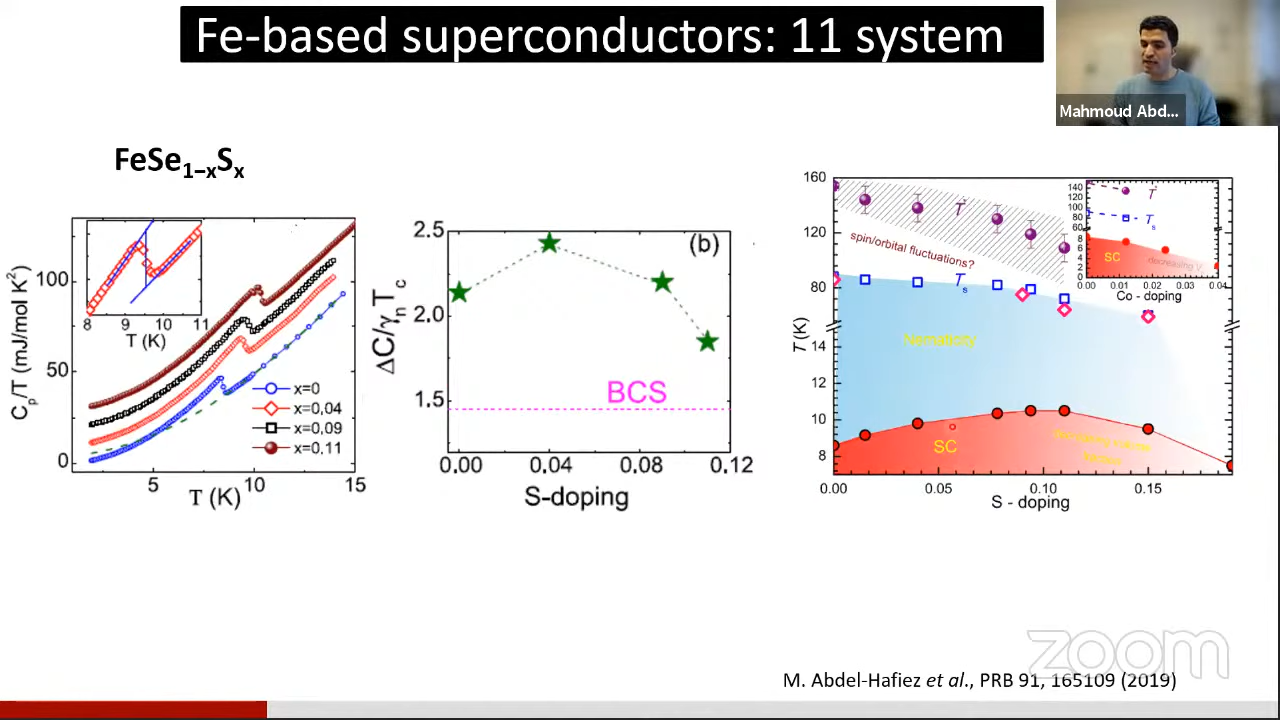 Fe-based superconductors: 11 system
Mahmoud Abd...
FeSe1−xSx
Cp/T (mJ/mol K2)
100
50
0
5
10
15
T (K)
8
9
10
11
T (K)
x=0
x=0.04
x=0.09
x=0.11
(b)
ΔC/γnTc
2.5
2.0
1.5
BCS
0.00
0.04
0.08
0.12
S-doping
T (K)
160
120
80
14
12
10
8
T*
spin/orbital fluctuations?
Ts
Nematicity
SC
0.00
0.05
0.10
0.15
S - doping
140
120
100
80
60
8
6
4
2
0
T*
Ts
SC
decreasing V
0.00
0.01
0.02
0.03
0.04
Co - doping
zoom
M. Abdel-Hafiez et al., PRB 91, 165109 (2019)